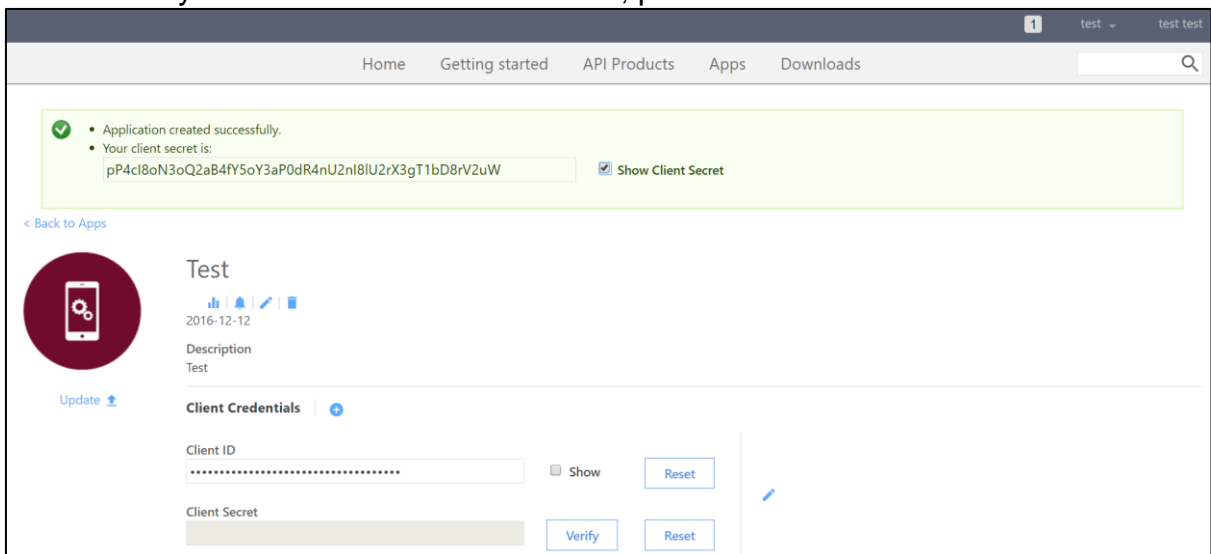 1 test test test
Home Getting started API Products Apps Downloads
• Application created successfully.
• Your client secret is:
pP4cI8oN3oQ2aB4fY5oY3aP0dR4nU2nI8lU2rX3gT1bD8rV2uW Show Client Secret
< Back to Apps
Test
2016-12-12
Description
Test
Update
Client Credentials
Client ID
•••••••••••••••••••••••••••••••••••• Show Reset
Client Secret
Verify Reset